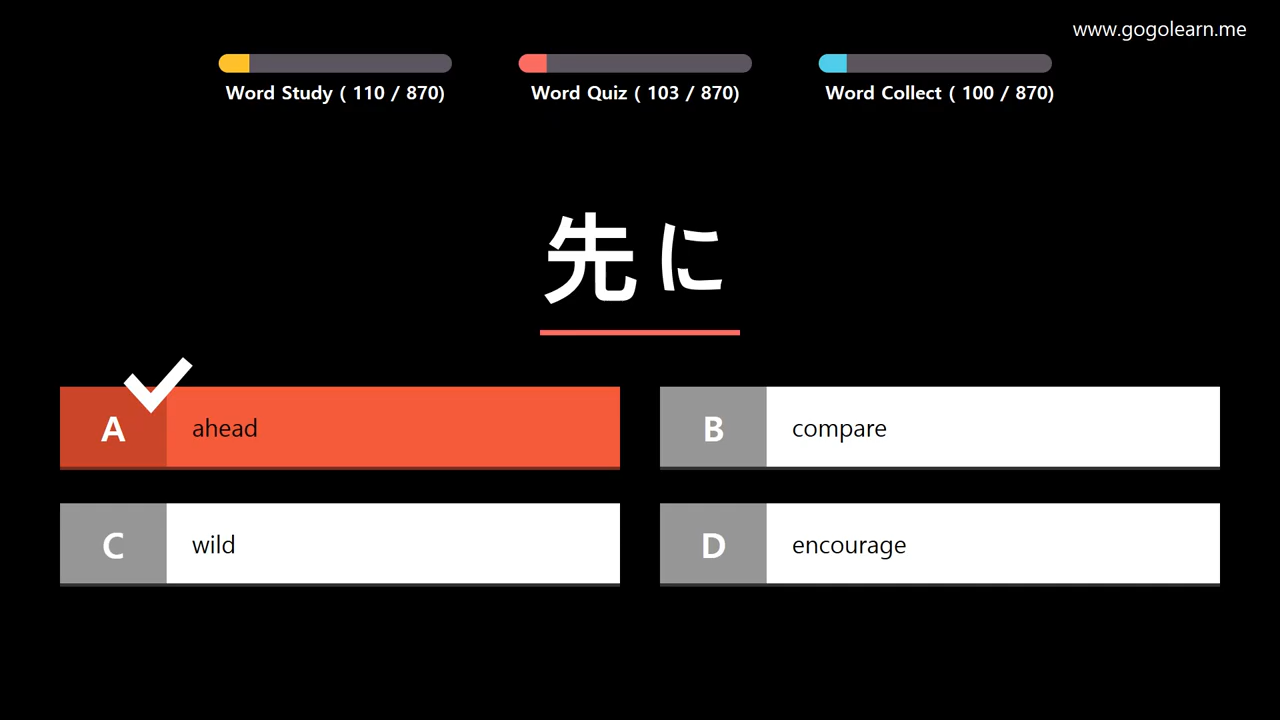 www.gogolearn.me
Word Study ( 110 / 870)
Word Quiz ( 103 / 870)
Word Collect ( 100 / 870)
先に
A ahead
B compare
C wild
D encourage